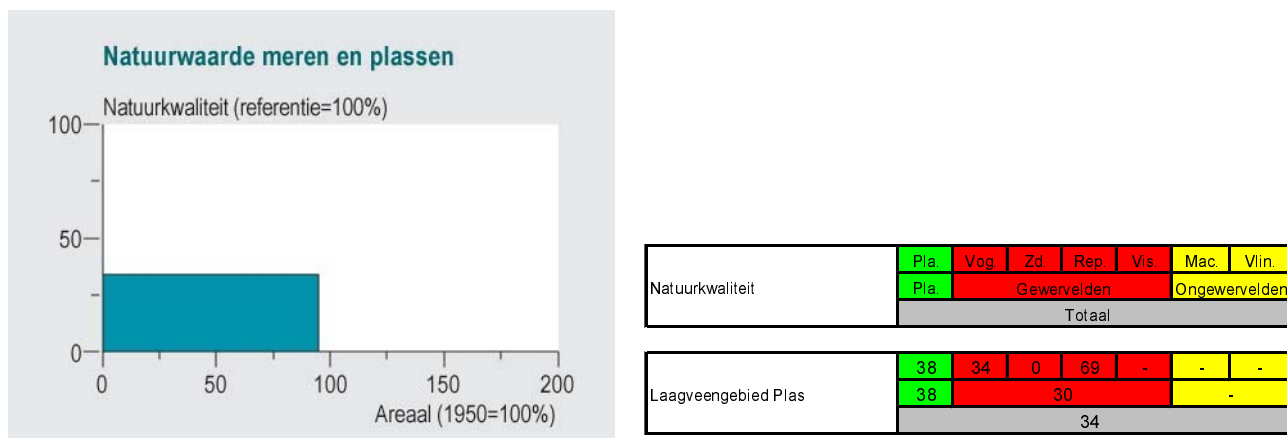 Natuurwaarde meren en plassen
Natuurkwaliteit (referentie=100%)
100
50
0
0 50 100 150 200
Areaal (1950=100%)
Natuurkwaliteit
Pla. Vog. Zd. Rep. Vis. Mac. Vlin.
Pla. Gewervelden Ongewervelden
Totaal
Laagveengebied Plas
38 34 0 69 - - -
38 30 -
34